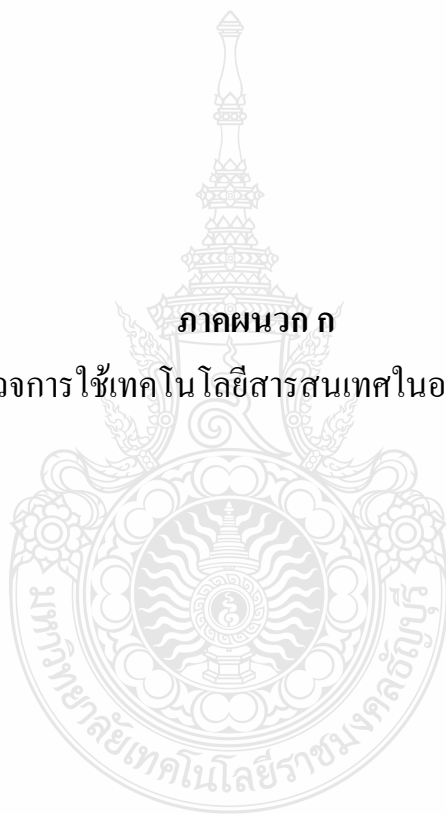 ภาคผนวก ก
วจการใช้เทคโนโลยีสารสนเทศในอ
มหาวิทยาลัยเทคโนโลยีราชมงคลธัญบุรี